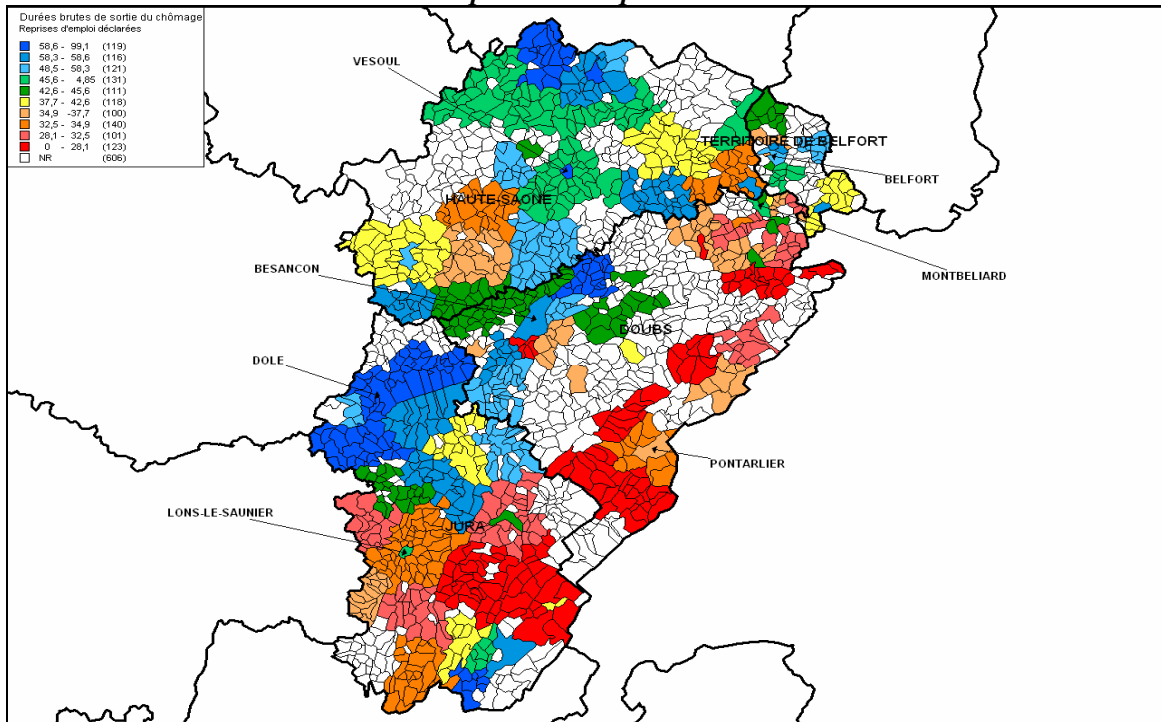 Durées brutes de sortie du chômage
Reprises d'emploi déclarées
58,6 - 99,1 (119)
58,3 - 58,6 (116)
48,5 - 58,3 (121)
45,6 - 4,85 (131)
42,6 - 45,6 (111)
37,7 - 42,6 (118)
34,9 -37,7 (100)
32,5 - 34,9 (140)
28,1 - 32,5 (101)
0 - 28,1 (123)
NR (606)
VESOUL
TERRITOIRE DE BELFORT
BELFORT
HAUTE-SAONE
BESANCON
MONTBELIARD
DOUBS
DOLE
PONTARLIER
LONS-LE-SAUNIER
JURA